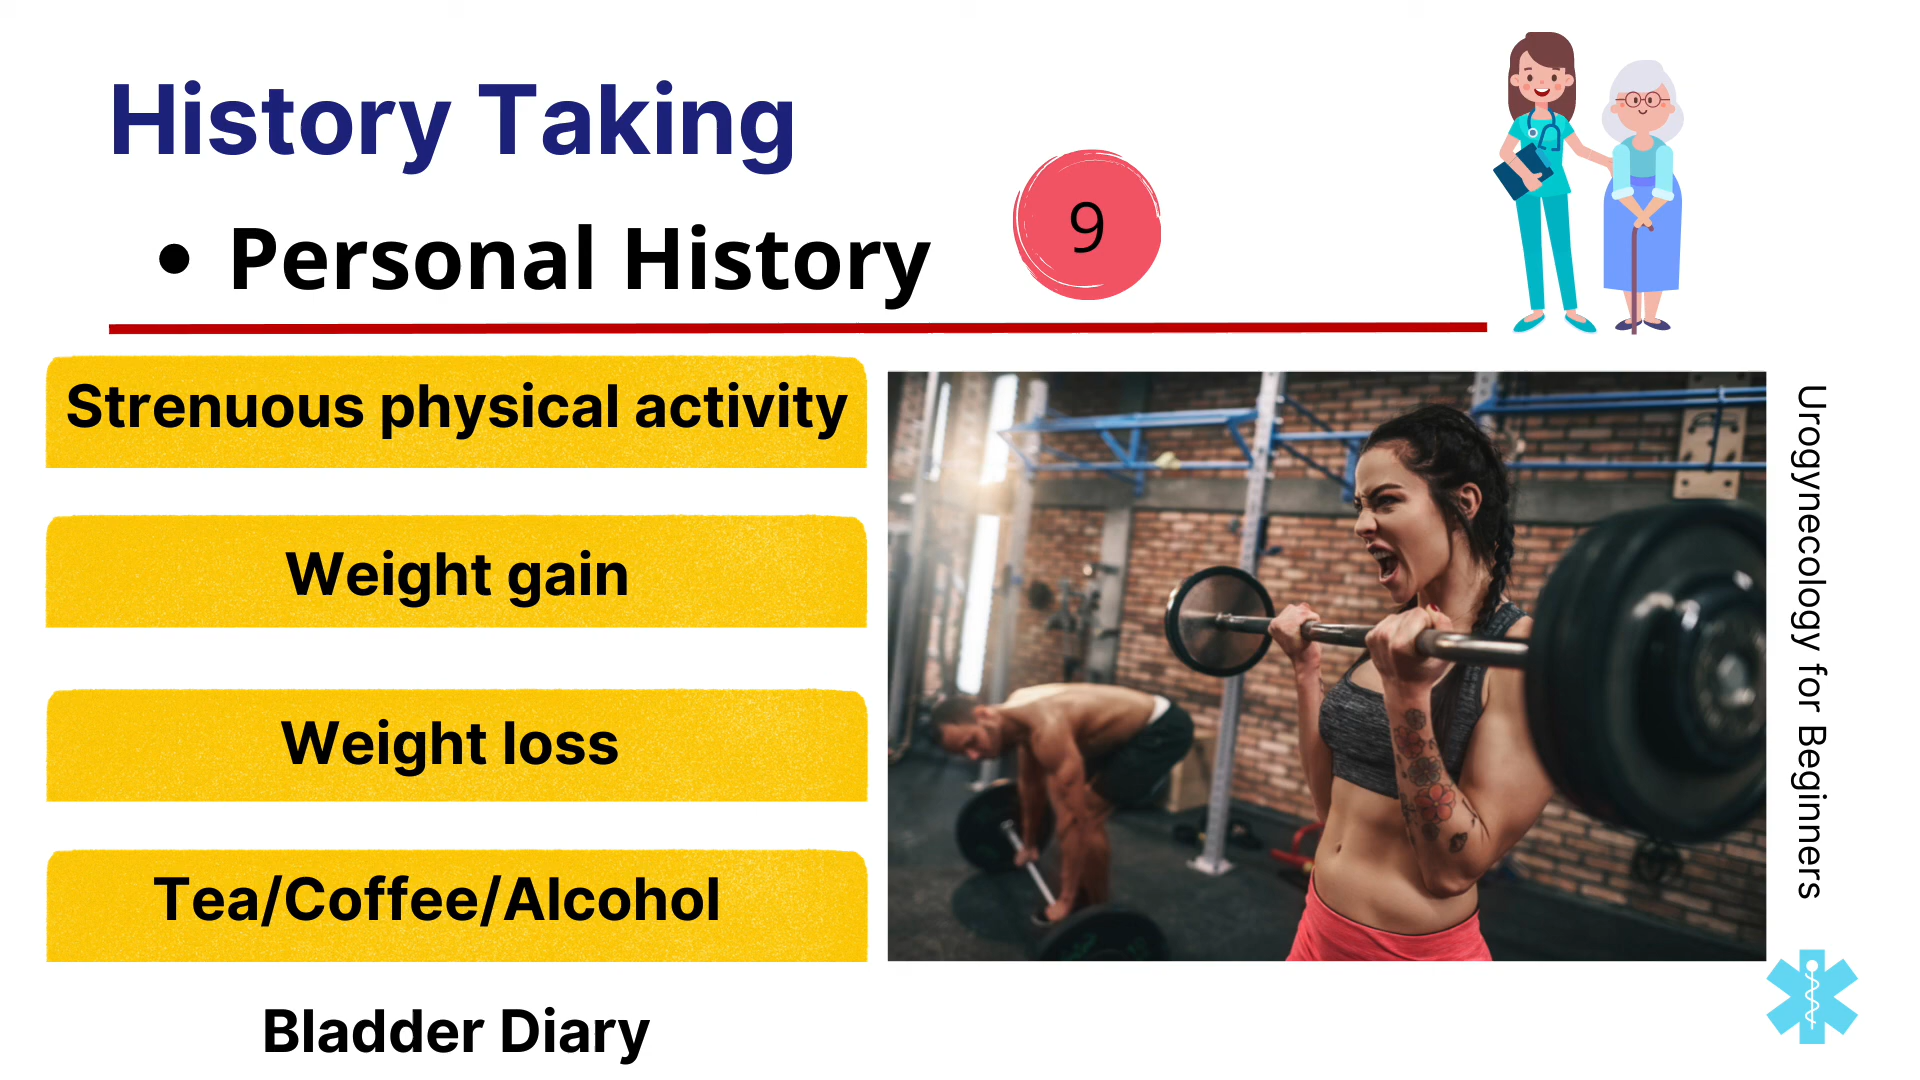 History Taking
• Personal History
9
Strenuous physical activity
Weight gain
Weight loss
Tea/Coffee/Alcohol
Bladder Diary
Urogynecology for Beginners